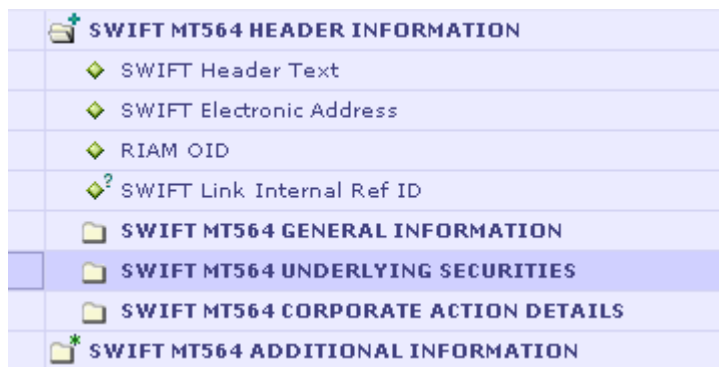 SWIFT MT564 HEADER INFORMATION
SWIFT Header Text
SWIFT Electronic Address
RIAM OID
SWIFT Link Internal Ref ID
SWIFT MT564 GENERAL INFORMATION
SWIFT MT564 UNDERLYING SECURITIES
SWIFT MT564 CORPORATE ACTION DETAILS
SWIFT MT564 ADDITIONAL INFORMATION